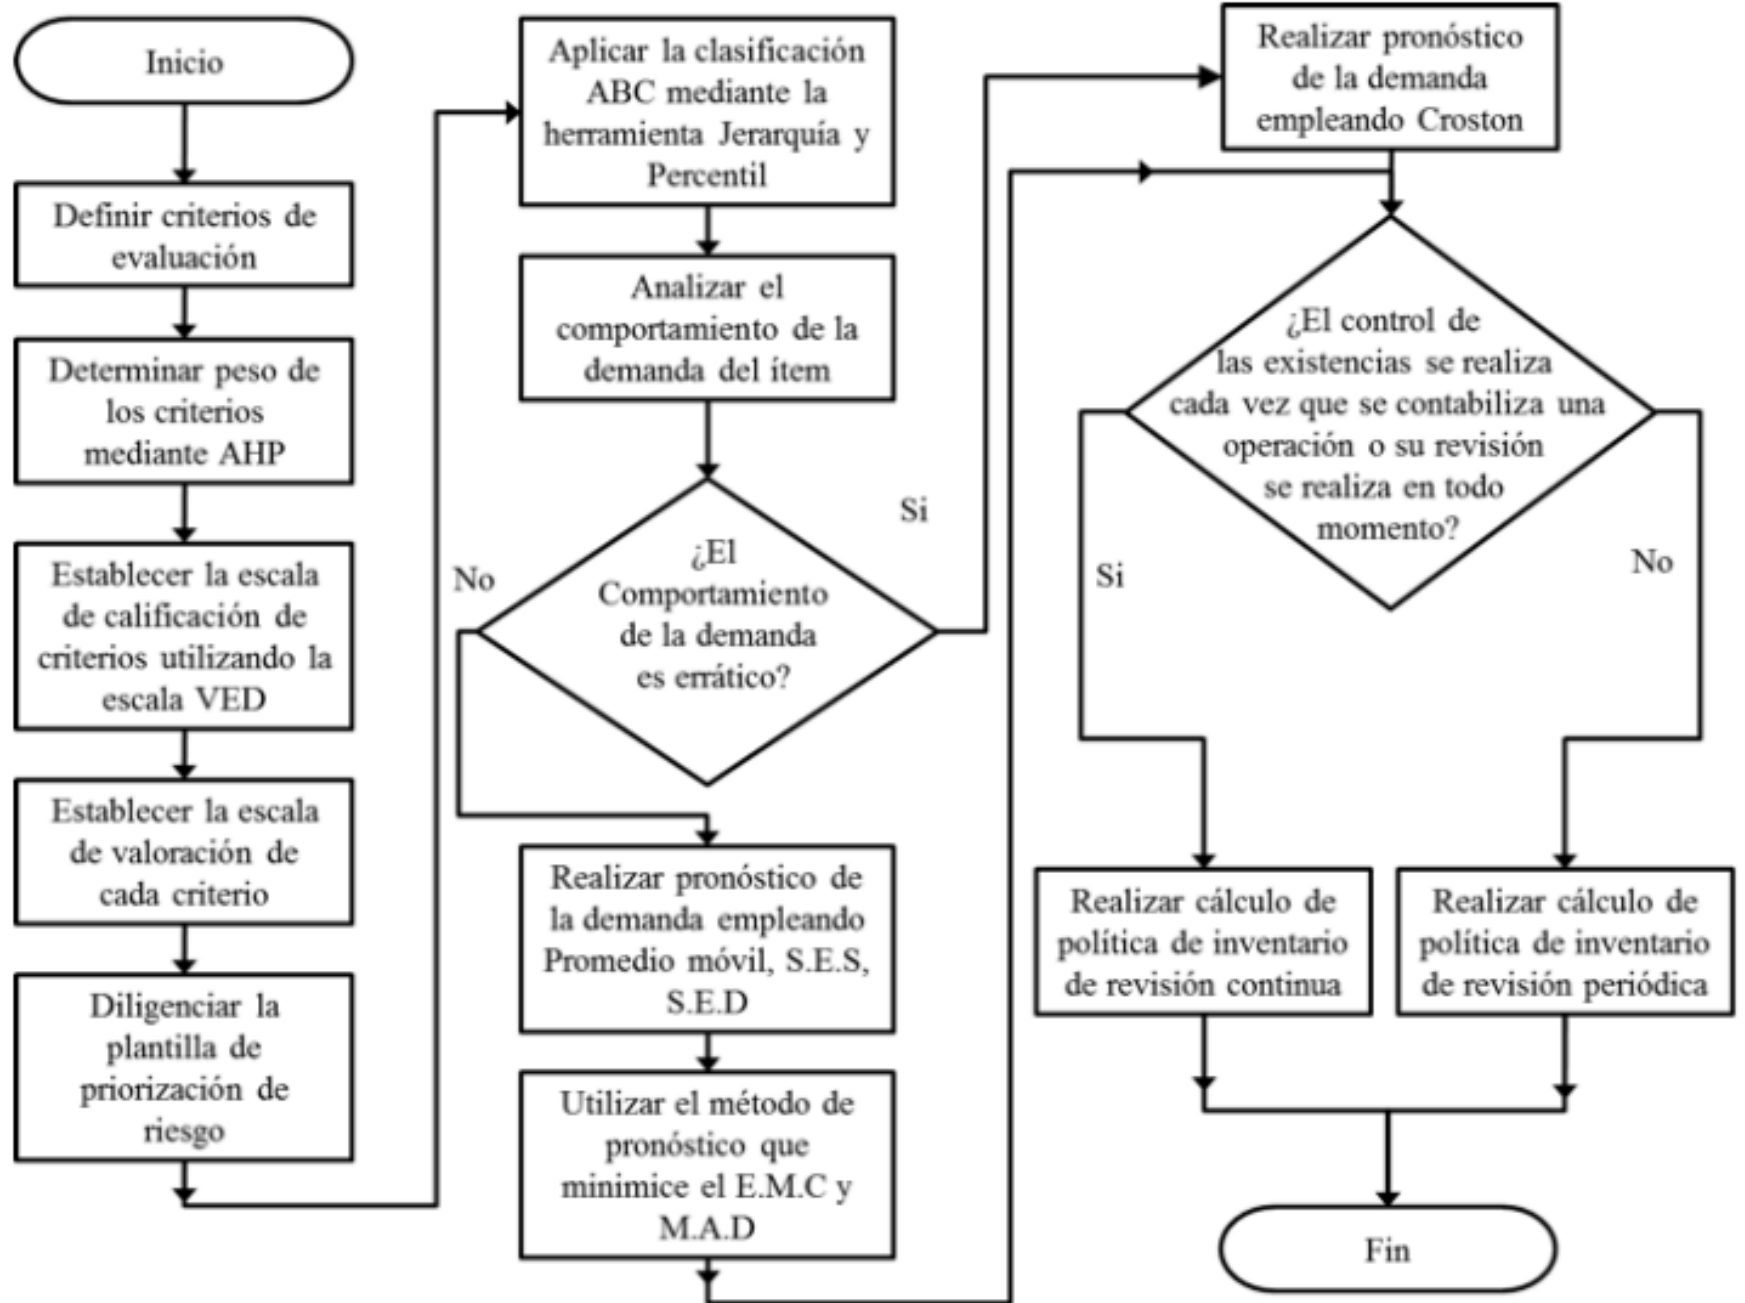 Inicio
Definir criterios de
evaluación
Determinar peso de
los criterios
mediante AHP
Establecer la escala
de calificación de
criterios utilizando la
escala VED
Establecer la escala
de valoración de
cada criterio
Diligenciar la
plantilla de
priorización de
riesgo
Aplicar la clasificación
ABC mediante la
herramienta Jerarquía y
Percentil
Analizar el
comportamiento de la
demanda del ítem
¿El
Comportamiento
de la demanda
es errático?
No
Si
Realizar pronóstico de
la demanda empleando
Promedio móvil, S.E.S,
S.E.D
Utilizar el método de
pronóstico que
minimice el E.M.C y
M.A.D
Realizar pronóstico
de la demanda
empleando Croston
¿El control de
las existencias se realiza
cada vez que se contabiliza una
operación o su revisión
se realiza en todo
momento?
Si
No
Realizar cálculo de
política de inventario
de revisión continua
Realizar cálculo de
política de inventario
de revisión periódica
Fin